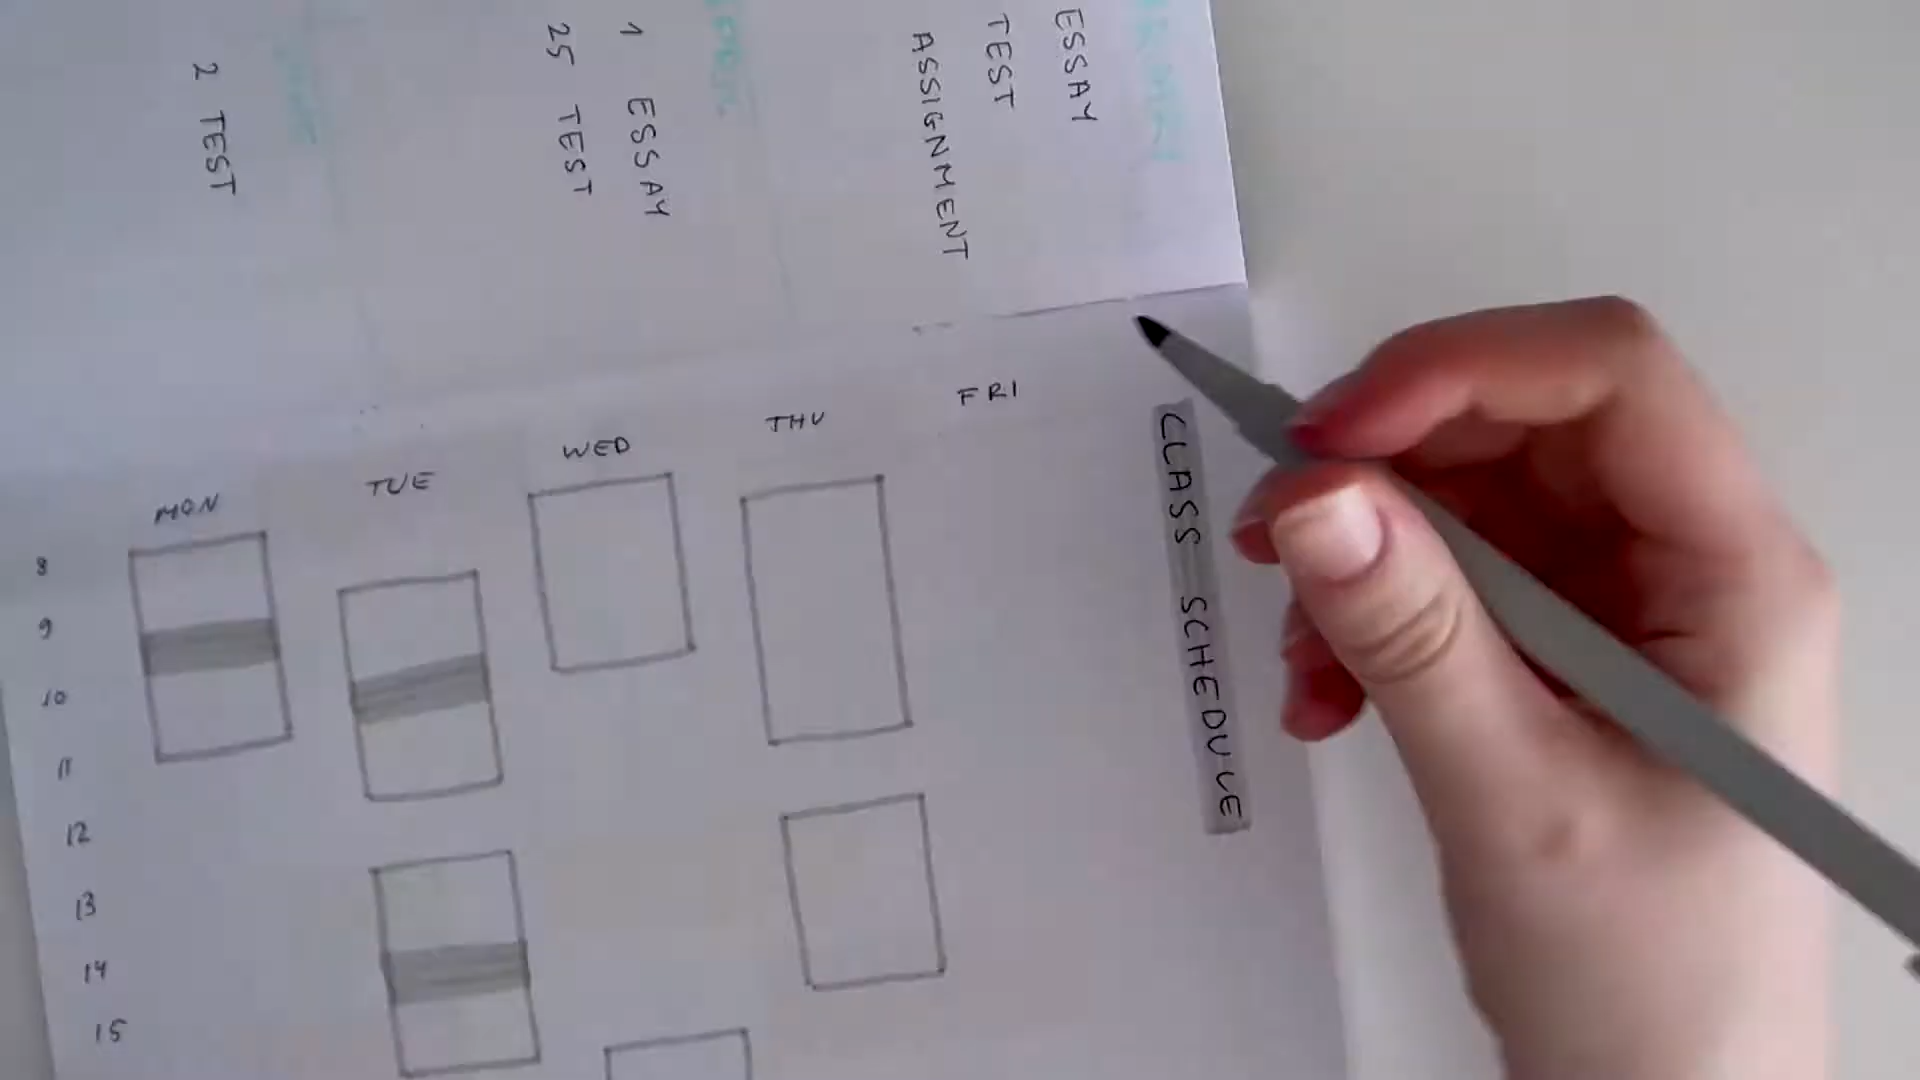 ESSAY
TEST
ASSIGNMENT
1 ESSAY
25 TEST
2 TEST
CLASS SCHEDULE
MON TUE WED THU FRI
8
9
10
11
12
13
14
15